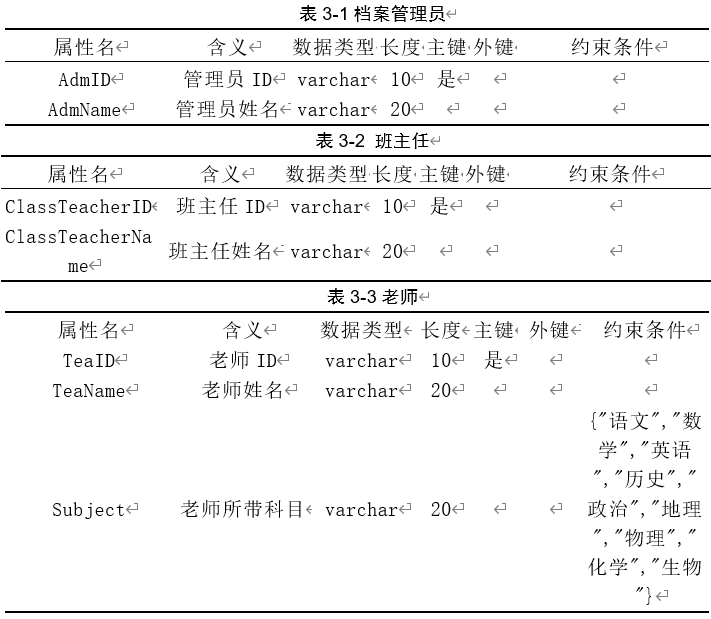 表 3-1 档案管理员
属性名 含义 数据类型 长度 主键 外键 约束条件
AdmID 管理员 ID varchar 10 是
AdmName 管理员姓名 varchar 20
表 3-2 班主任
属性名 含义 数据类型 长度 主键 外键 约束条件
ClassTeacherID 班主任 ID varchar 10 是
ClassTeacherNa
me 班主任姓名 varchar 20
表 3-3 老师
属性名 含义 数据类型 长度 主键 外键 约束条件
TeaID 老师 ID varchar 10 是
TeaName 老师姓名 varchar 20
Subject 老师所带科目 varchar 20
{"语文","数
学","英语
","历史","
政治","地理
","物理","
化学","生物
"}